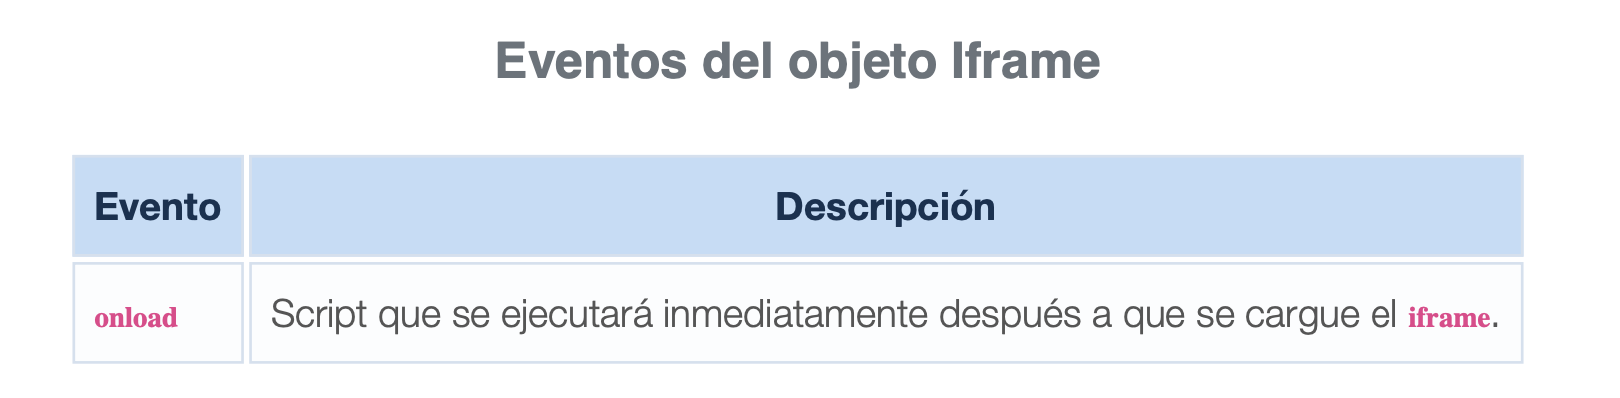 Eventos del objeto Iframe
Evento Descripción
onload Script que se ejecutará inmediatamente después a que se cargue el iframe.